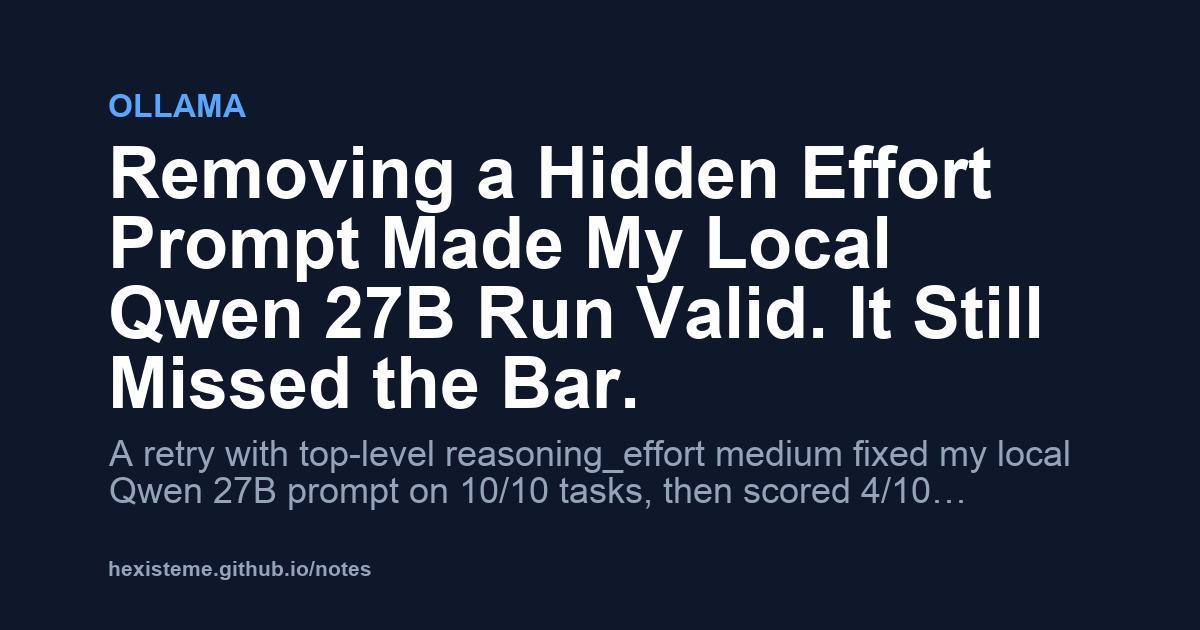 OLLAMA
Removing a Hidden Effort
Prompt Made My Local
Qwen 27B Run Valid. It Still
Missed the Bar.
A retry with top-level reasoning_effort medium fixed my local
Qwen 27B prompt on 10/10 tasks, then scored 4/10…
hexisteme.github.io/notes